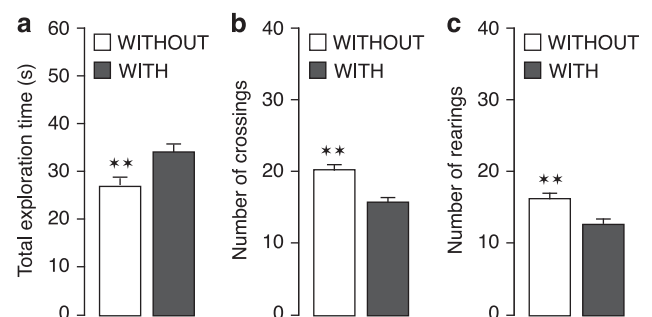 a
Total exploration time (s)
60
50
40
30
20
10
0
WITHOUT
WITH
**
b
Number of crossings
40
30
20
10
0
WITHOUT
WITH
**
c
Number of rearings
40
30
20
10
0
WITHOUT
WITH
**